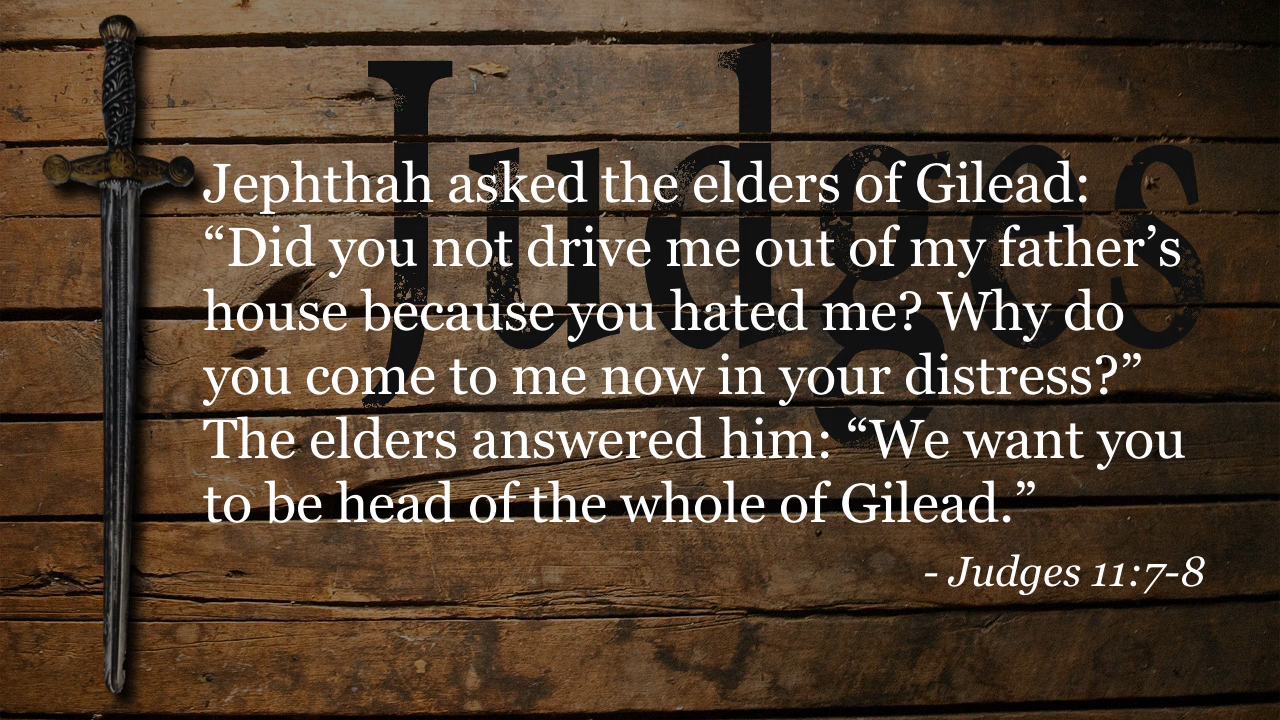 Judges
Jephthah asked the elders of Gilead:
“Did you not drive me out of my father’s
house because you hated me? Why do
you come to me now in your distress?”
The elders answered him: “We want you
to be head of the whole of Gilead.”
- Judges 11:7-8